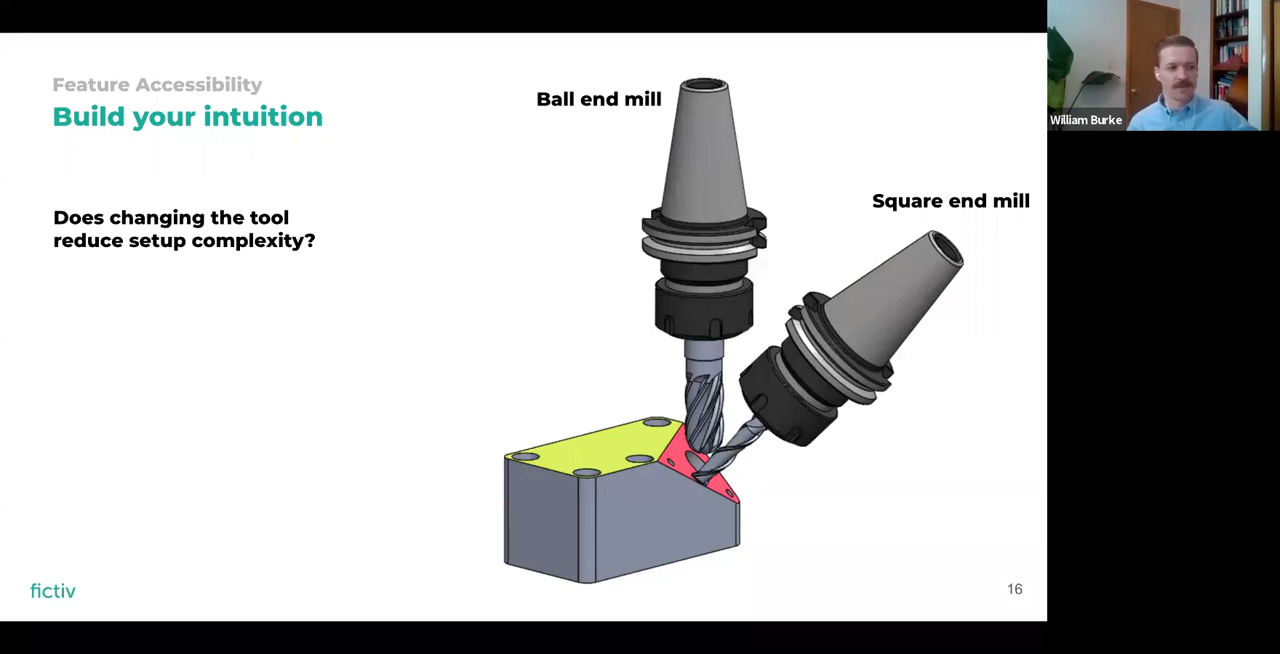 Feature Accessibility
Build your intuition
Does changing the tool
reduce setup complexity?
Ball end mill
Square end mill
William Burke
fictiv
16